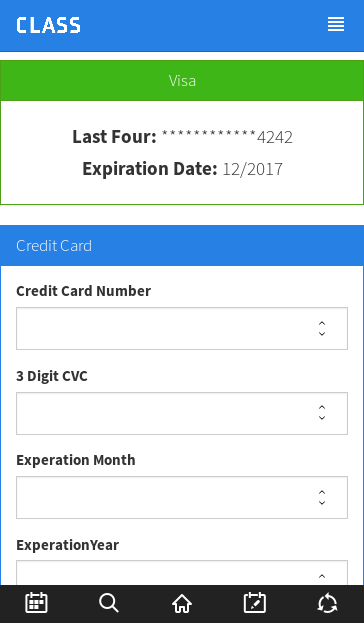 CLASS
Visa
Last Four: ************4242
Expiration Date: 12/2017
Credit Card
Credit Card Number
3 Digit CVC
Experation Month
ExperationYear